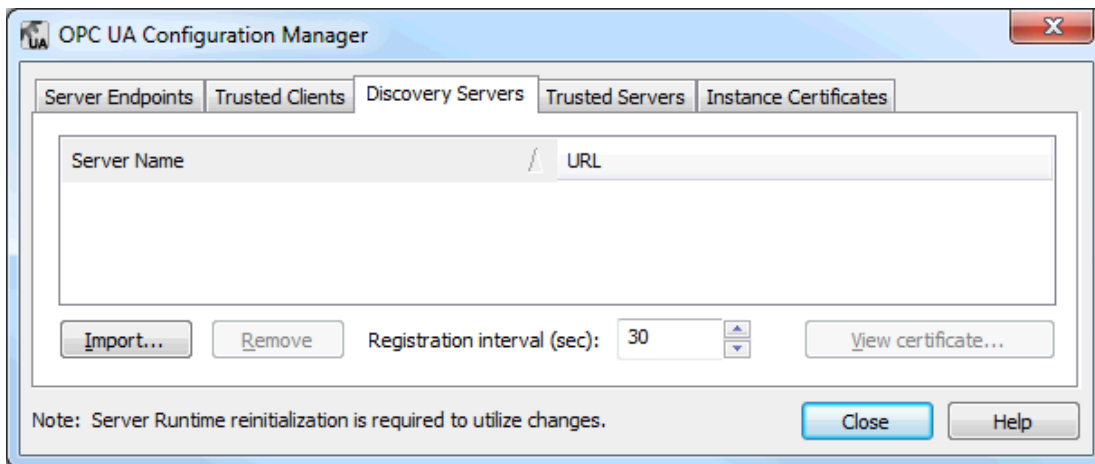 UA OPC UA Configuration Manager
Server Endpoints Trusted Clients Discovery Servers Trusted Servers Instance Certificates
Server Name URL
Import... Remove Registration interval (sec): 30 View certificate...
Note: Server Runtime reinitialization is required to utilize changes. Close Help